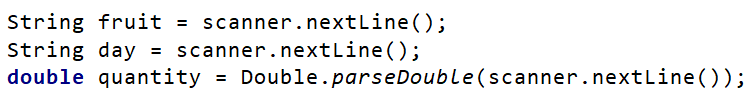 String fruit = scanner.nextLine();
String day = scanner.nextLine();
double quantity = Double.parseDouble(scanner.nextLine());